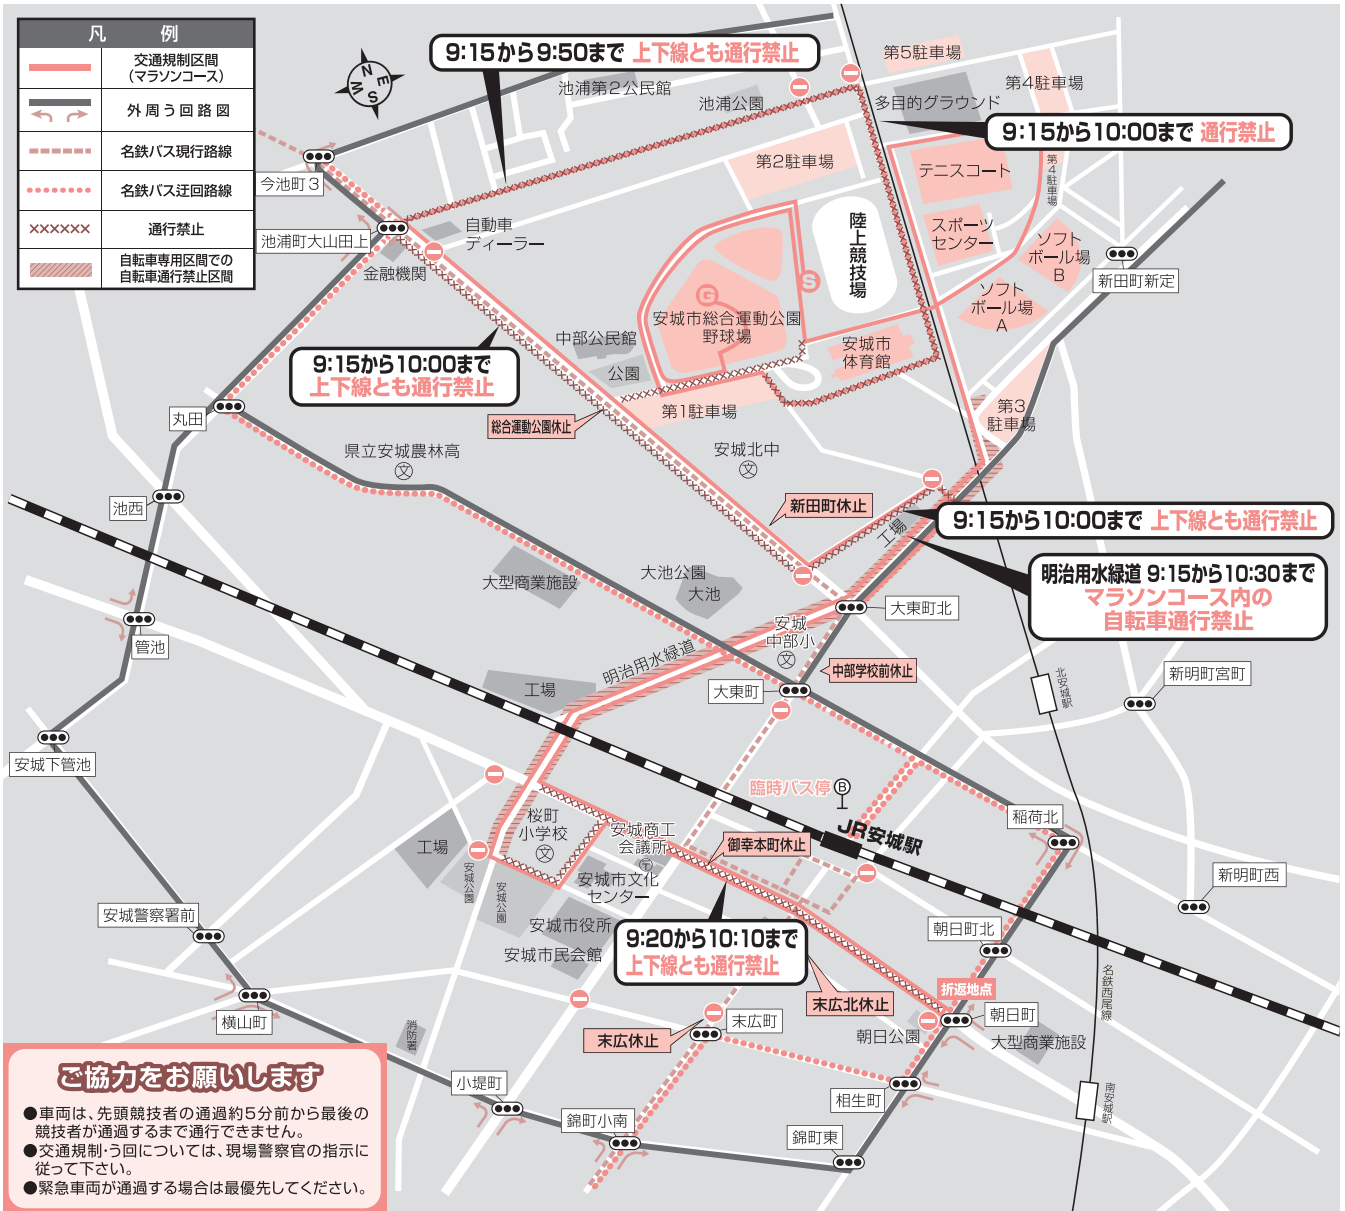 凡 例
交通規制区間
（マラソンコース）
外周う回路図
名鉄バス現行路線
名鉄バス迂回路線
通行禁止
自転車専用区間での
自転車通行禁止区間
N
E
S
W
9:15から9:50まで 上下線とも通行禁止
池浦第2公民館
池浦公園
第5駐車場
第4駐車場
多目的グラウンド
9:15から10:00まで 通行禁止
第2駐車場
テニスコート
第4駐車場
今池町3
池浦町大山田上
自動車
ディーラー
金融機関
陸上競技場
スポーツ
センター
ソフト
ボール場
B
新田町新定
ソフト
ボール場
A
G
S
安城市総合運動公園
野球場
中部公民館
公園
安城市
体育館
9:15から10:00まで
上下線とも通行禁止
総合運動公園休止
第1駐車場
第3
駐車場
丸田
県立安城農林高
文
安城北中
文
池西
新田町休止
工場
9:15から10:00まで 上下線とも通行禁止
明治用水緑道 9:15から10:30まで
マラソンコース内の
自転車通行禁止
大型商業施設
大池公園
大池
大東町北
安城
中部小
文
中部学校前休止
管池
明治用水緑道
工場
大東町
北安城駅
新明町宮町
安城下管池
臨時バス停
B
JR安城駅
稲荷北
桜町
小学校
文
安城商工
会議所
〒
御幸本町休止
工場
安城公園
安城公園
安城市文化
センター
新明町西
安城警察署前
安城市役所
安城市民会館
9:20から10:10まで
上下線とも通行禁止
朝日町北
名鉄西尾線
折返地点
末広北休止
朝日町
横山町
消防署
末広休止
末広町
朝日公園
大型商業施設
ご協力をお願いします
●車両は、先頭競技者の通過約5分前から最後の
競技者が通過するまで通行できません。
●交通規制・う回については、現場警察官の指示に
従って下さい。
●緊急車両が通過する場合は最優先してください。
小堤町
錦町小南
相生町
錦町東
南安城駅